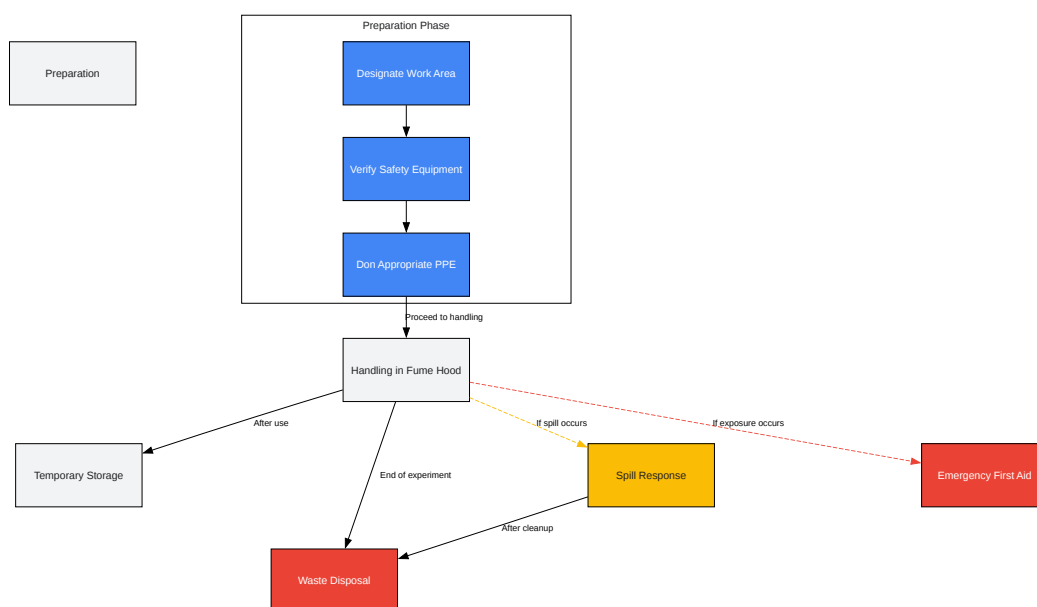 Preparation Phase
Preparation
Designate Work Area
Verify Safety Equipment
Don Appropriate PPE
Proceed to handling
Handling in Fume Hood
After use
If spill occurs
If exposure occurs
Temporary Storage
End of experiment
Spill Response
Emergency First Aid
After cleanup
Waste Disposal